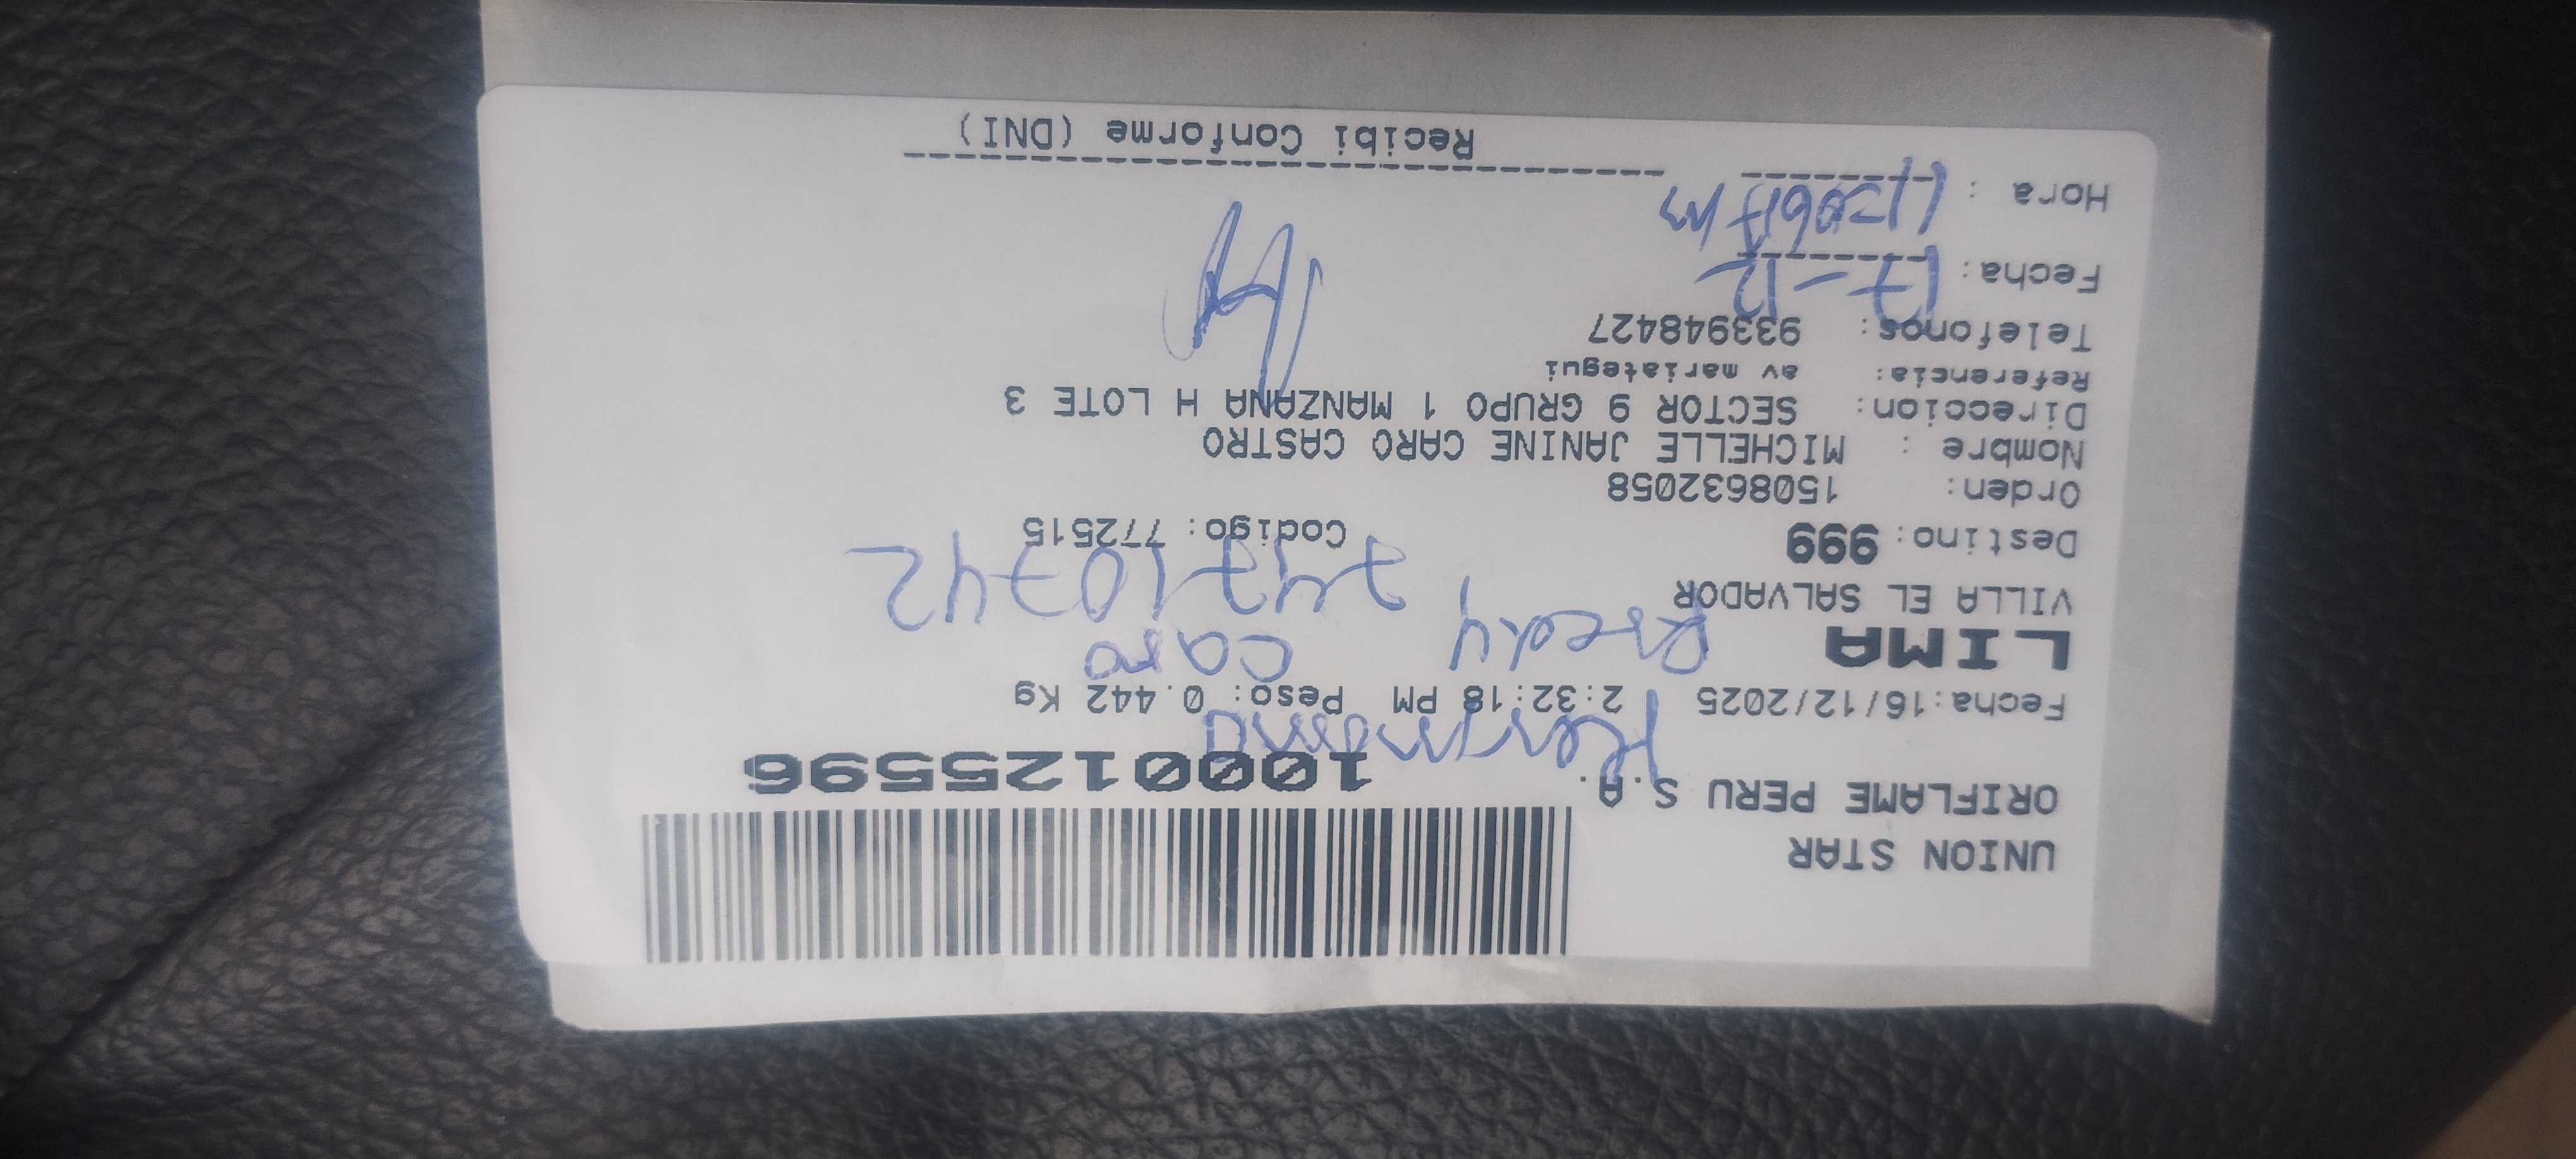 UNION STAR
ORIFLAME PERU S.A.
1000125596
Hermana
Fecha:16/12/2025 2:32:18 PM Peso: 0.442 Kg
LIMA
caro
VILLA EL SALVADOR
74710742
Destino: 999 Codigo: 772515
Orden: 1508632058
Nombre : MICHELLE JANINE CARO CASTRO
Direccion: SECTOR 9 GRUPO 1 MANZANA H LOTE 3
Referencia: av mariategui
Telefonos: 933948427
Fecha: 17-12
Hora :
Recibi Conforme (DNI)